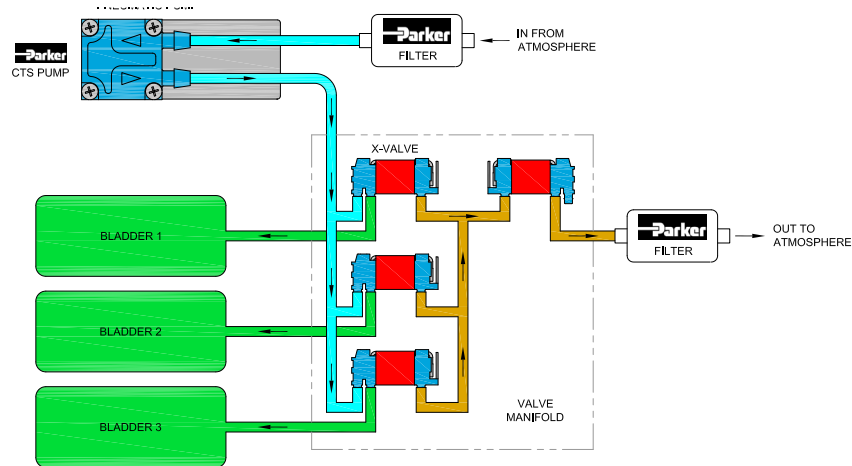 Parker
CTS PUMP
Parker
FILTER
IN FROM
ATMOSPHERE
X-VALVE
BLADDER 1
BLADDER 2
BLADDER 3
Parker
FILTER
OUT TO
ATMOSPHERE
VALVE
MANIFOLD